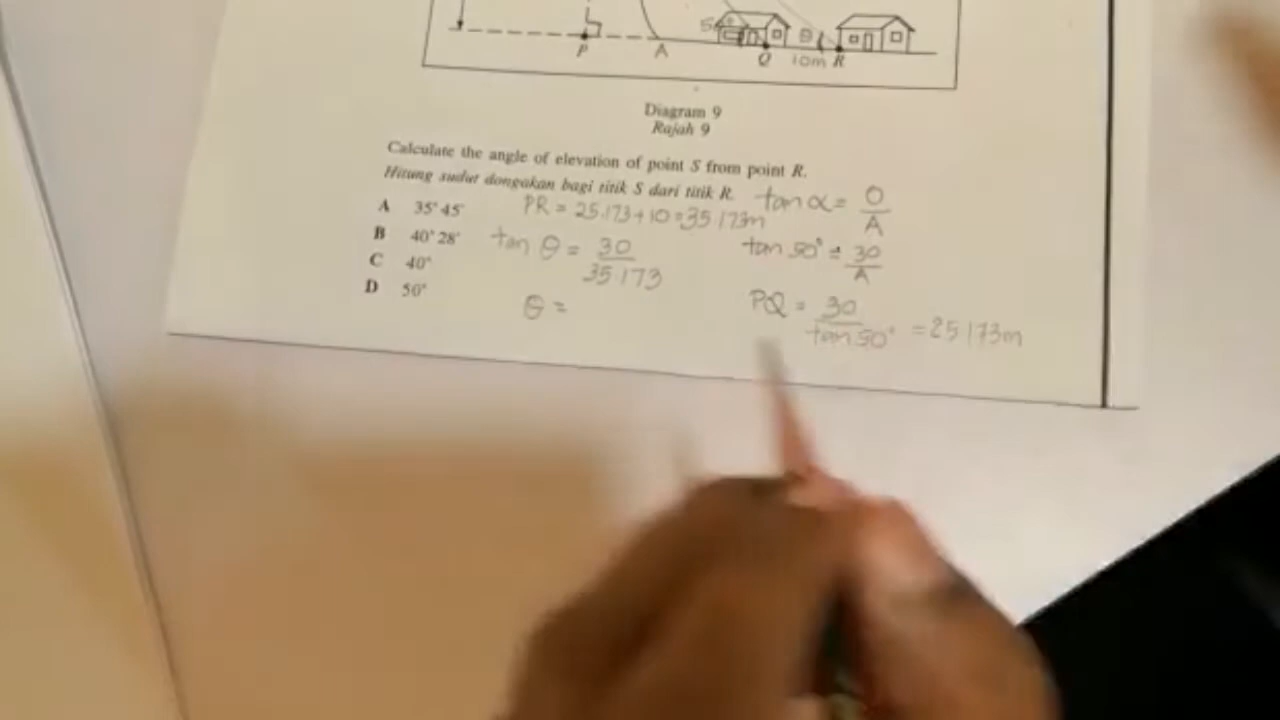 P A Q 10m R
θ
Diagram 9
Rajah 9
Calculate the angle of elevation of point S from point R.
Hitung sudut dongakan bagi titik S dari titik R.
A 35° 45'
B 40° 28'
C 40°
D 50°
PR = 25.173 + 10 = 35.173m
tan θ = 30/35.173
θ =
tan α = O/A
tan 50° = 30/A
PQ = 30/tan 50° = 25.173m